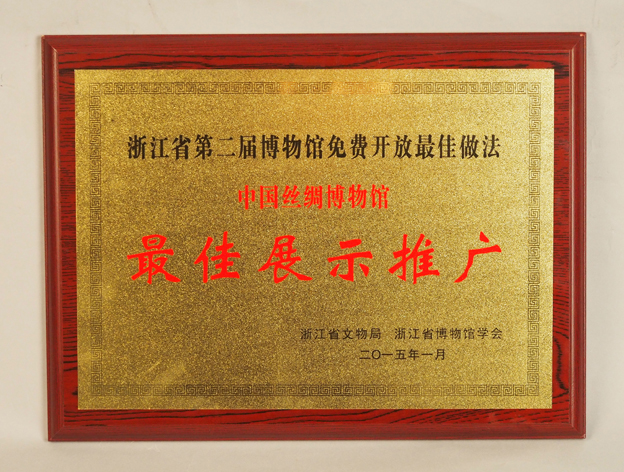 浙江省第二届博物馆免费开放最佳做法
中国丝绸博物馆
最佳展示推广
浙江省文物局 浙江省博物馆学会
二〇一五年一月